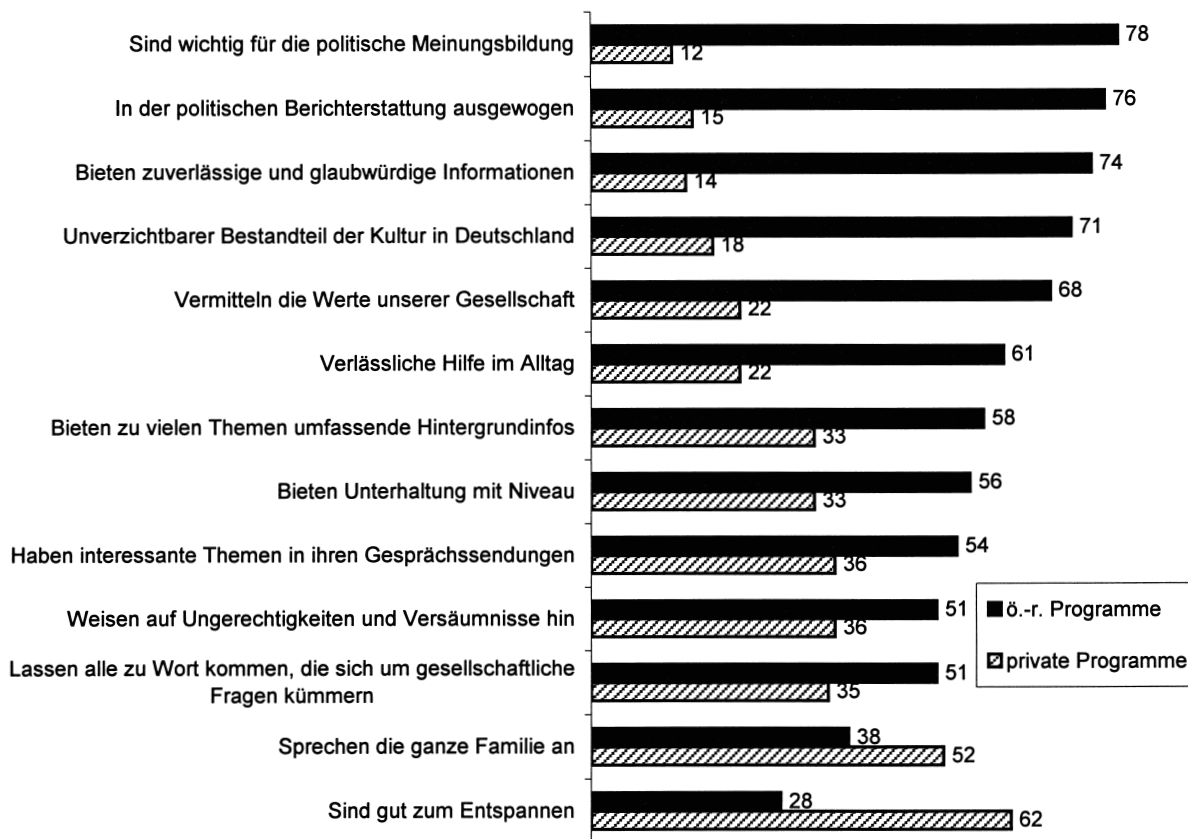 Sind wichtig für die politische Meinungsbildung
78
12
In der politischen Berichterstattung ausgewogen
76
15
Bieten zuverlässige und glaubwürdige Informationen
74
14
Unverzichtbarer Bestandteil der Kultur in Deutschland
71
18
Vermitteln die Werte unserer Gesellschaft
68
22
Verlässliche Hilfe im Alltag
61
22
Bieten zu vielen Themen umfassende Hintergrundinfos
58
33
Bieten Unterhaltung mit Niveau
56
33
Haben interessante Themen in ihren Gesprächssendungen
54
36
Weisen auf Ungerechtigkeiten und Versäumnisse hin
51
36
Lassen alle zu Wort kommen, die sich um gesellschaftliche
Fragen kümmern
51
35
Sprechen die ganze Familie an
38
52
Sind gut zum Entspannen
28
62
ö.-r. Programme
private Programme